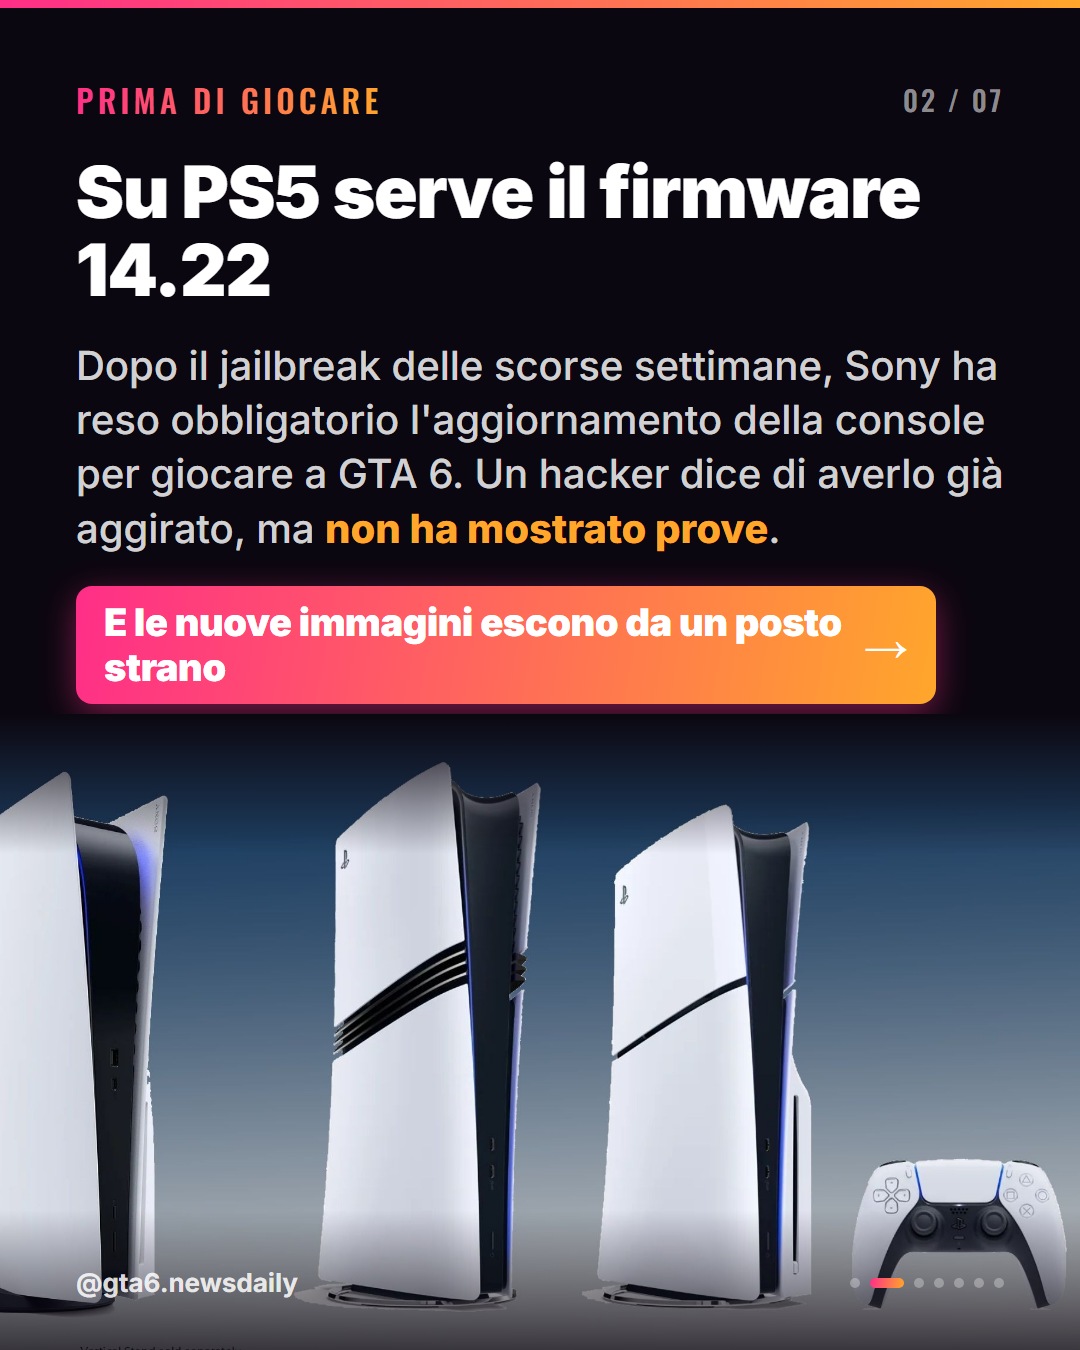 PRIMA DI GIOCARE
02 / 07
Su PS5 serve il firmware
14.22
Dopo il jailbreak delle scorse settimane, Sony ha
reso obbligatorio l'aggiornamento della console
per giocare a GTA 6. Un hacker dice di averlo già
aggirato, ma non ha mostrato prove.
E le nuove immagini escono da un posto →
strano
@gta6.newsdaily